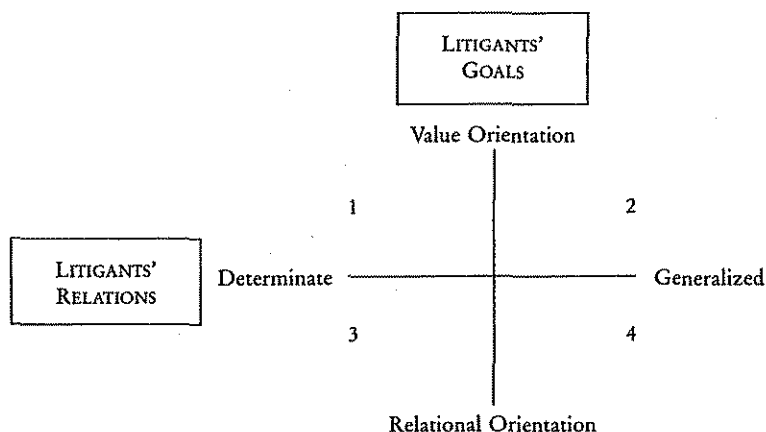 LITIGANTS'
GOALS
Value Orientation
1 2
LITIGANTS'
RELATIONS
Determinate Generalized
3 4
Relational Orientation